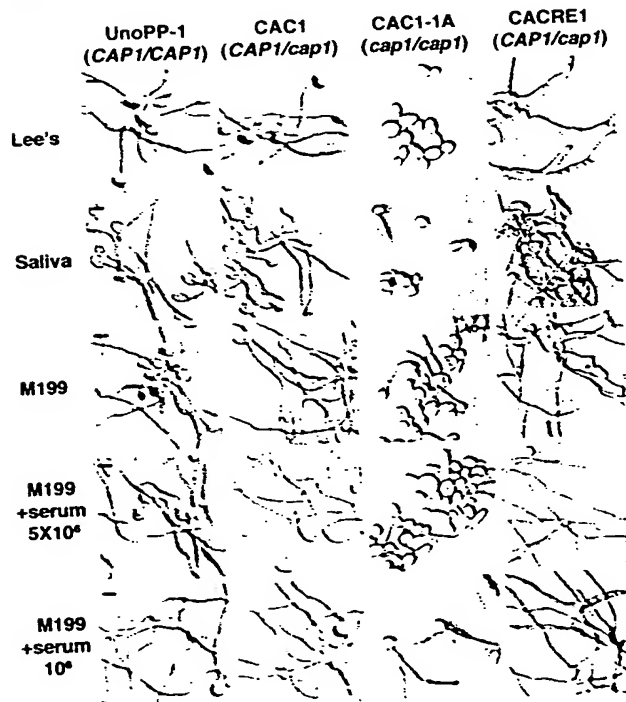 UnoPP-1 CAC1 CAC1-1A CACRE1
(CAP1/CAP1) (CAP1/cap1) (cap1/cap1) (CAP1/cap1)
Lee's
Saliva
M199
M199
+serum
5X10⁶
M199
+serum
10⁶